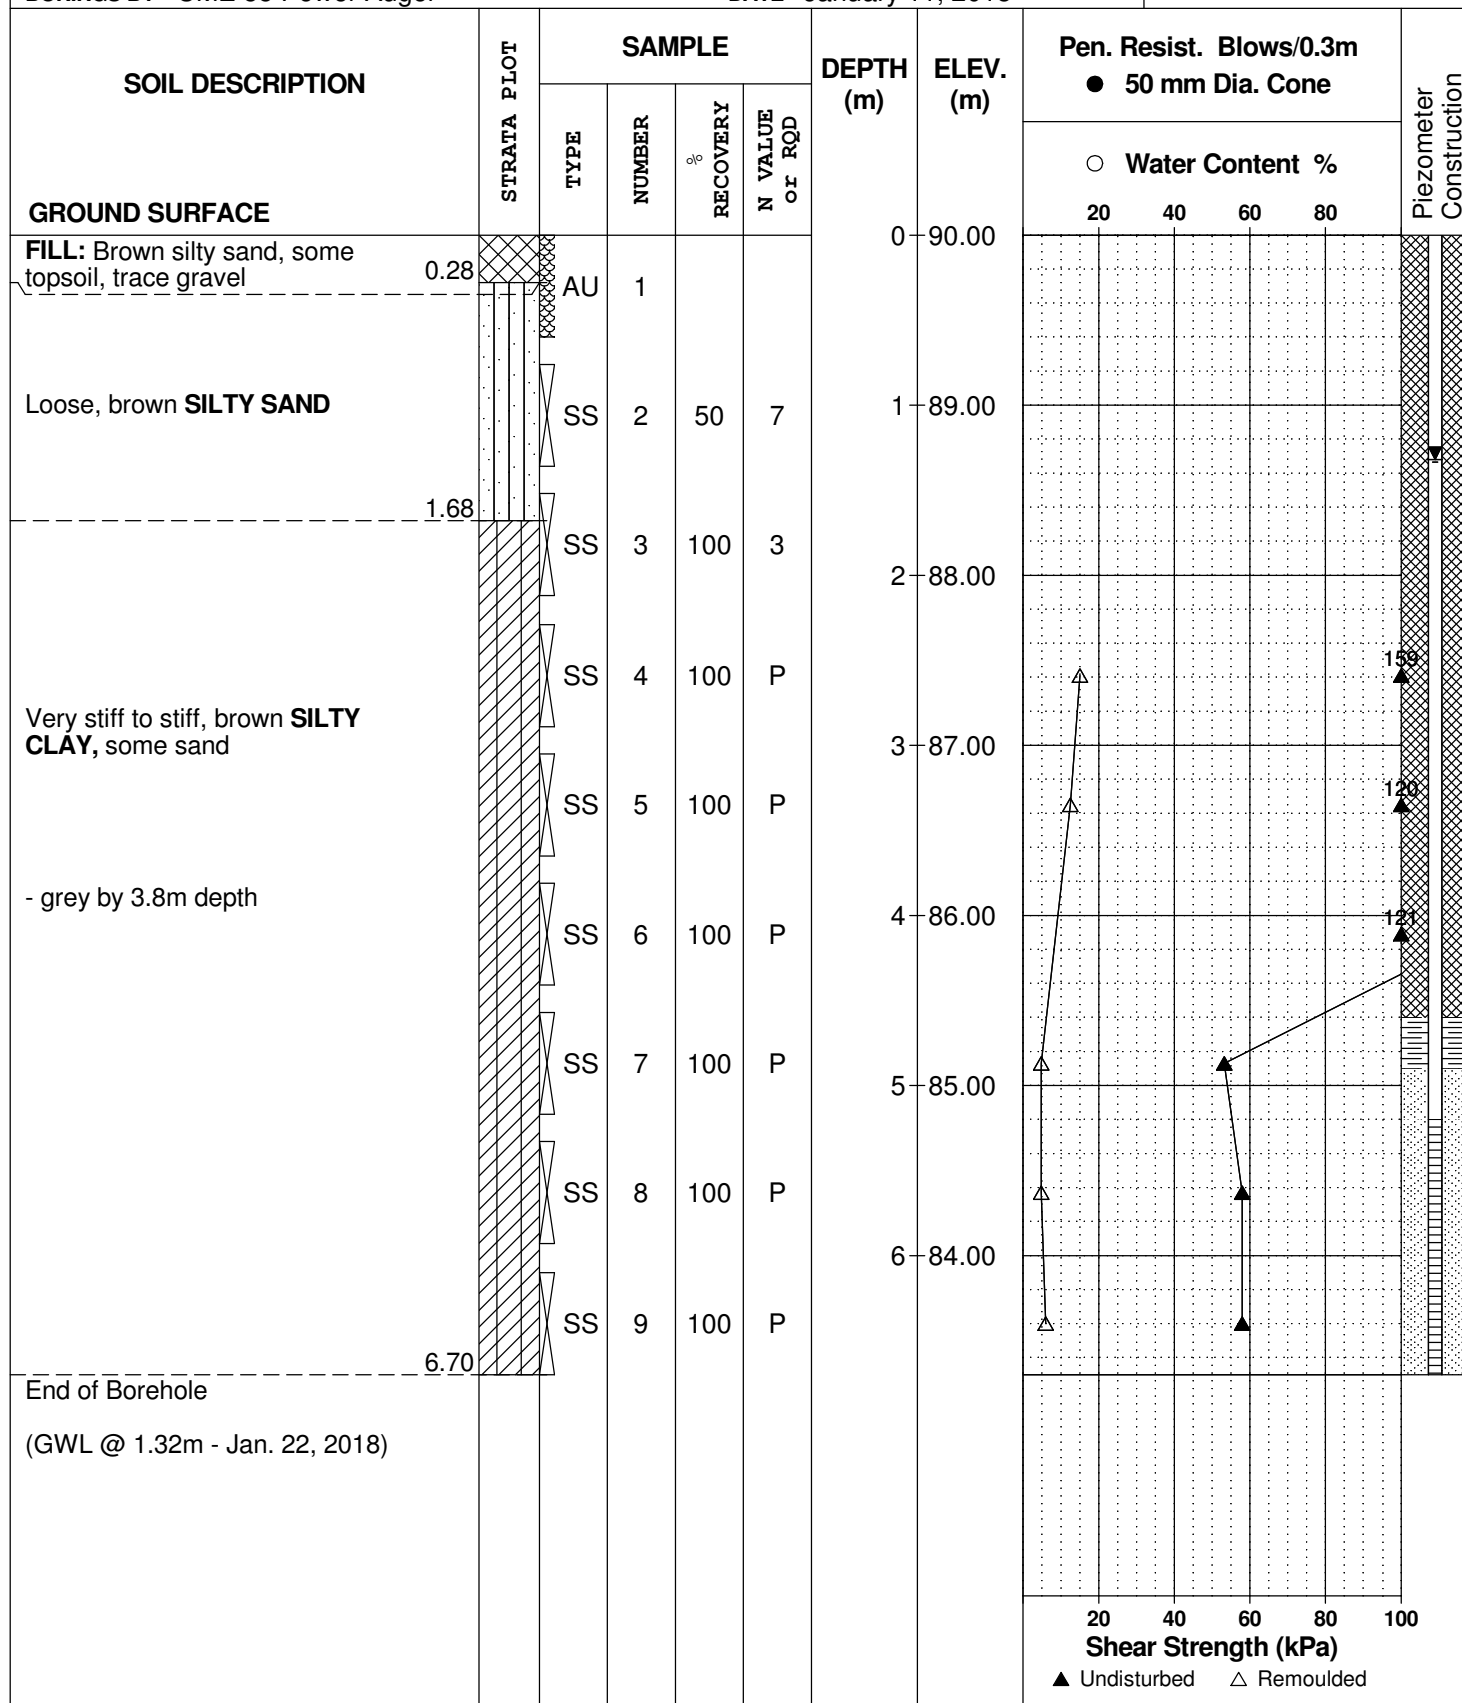 SOIL DESCRIPTION
GROUND SURFACE
STRATA PLOT
SAMPLE
TYPE
NUMBER
% RECOVERY
N VALUE or RQD
DEPTH (m)
ELEV. (m)
Pen. Resist. Blows/0.3m
● 50 mm Dia. Cone
○ Water Content %
20 40 60 80
Piezometer Construction
0 90.00
FILL: Brown silty sand, some
topsoil, trace gravel 0.28
AU 1
Loose, brown SILTY SAND
SS 2 50 7
1 89.00
1.68
SS 3 100 3
2 88.00
159
SS 4 100 P
Very stiff to stiff, brown SILTY
CLAY, some sand
3 87.00
120
SS 5 100 P
- grey by 3.8m depth
4 86.00
121
SS 6 100 P
SS 7 100 P
5 85.00
SS 8 100 P
6 84.00
SS 9 100 P
6.70
End of Borehole
(GWL @ 1.32m - Jan. 22, 2018)
20 40 60 80 100
Shear Strength (kPa)
▲ Undisturbed △ Remoulded